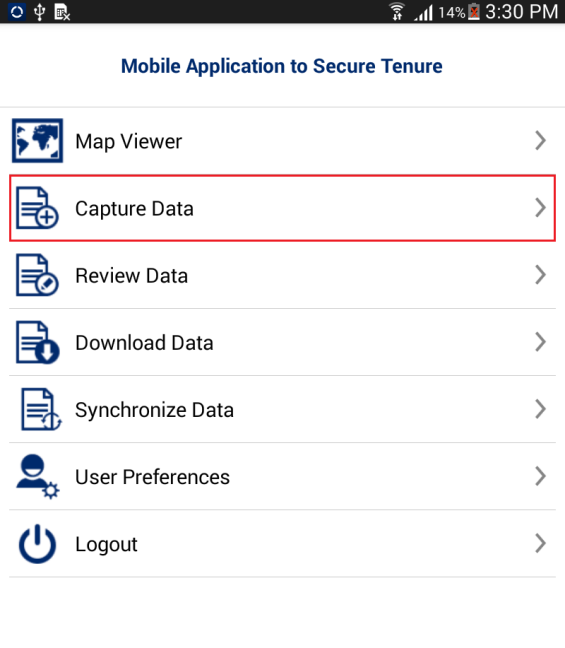 14% 3:30 PM
Mobile Application to Secure Tenure
Map Viewer
Capture Data
Review Data
Download Data
Synchronize Data
User Preferences
Logout